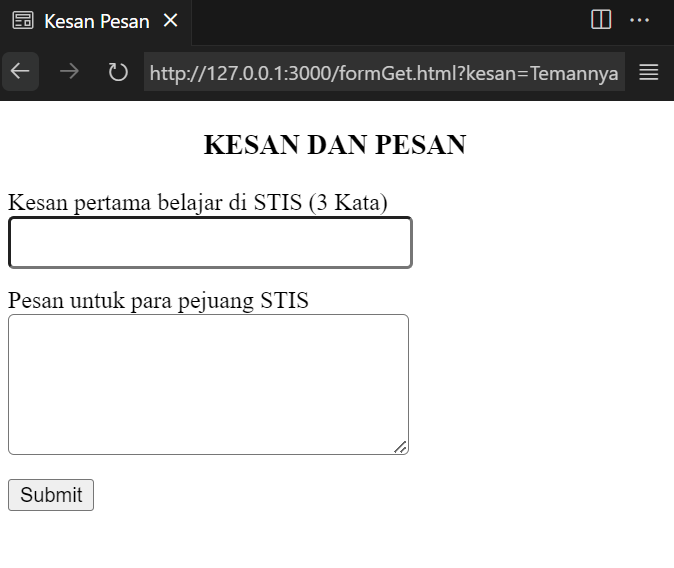 Kesan Pesan
http://127.0.0.1:3000/formGet.html?kesan=Temannya
KESAN DAN PESAN
Kesan pertama belajar di STIS (3 Kata)
Pesan untuk para pejuang STIS
Submit